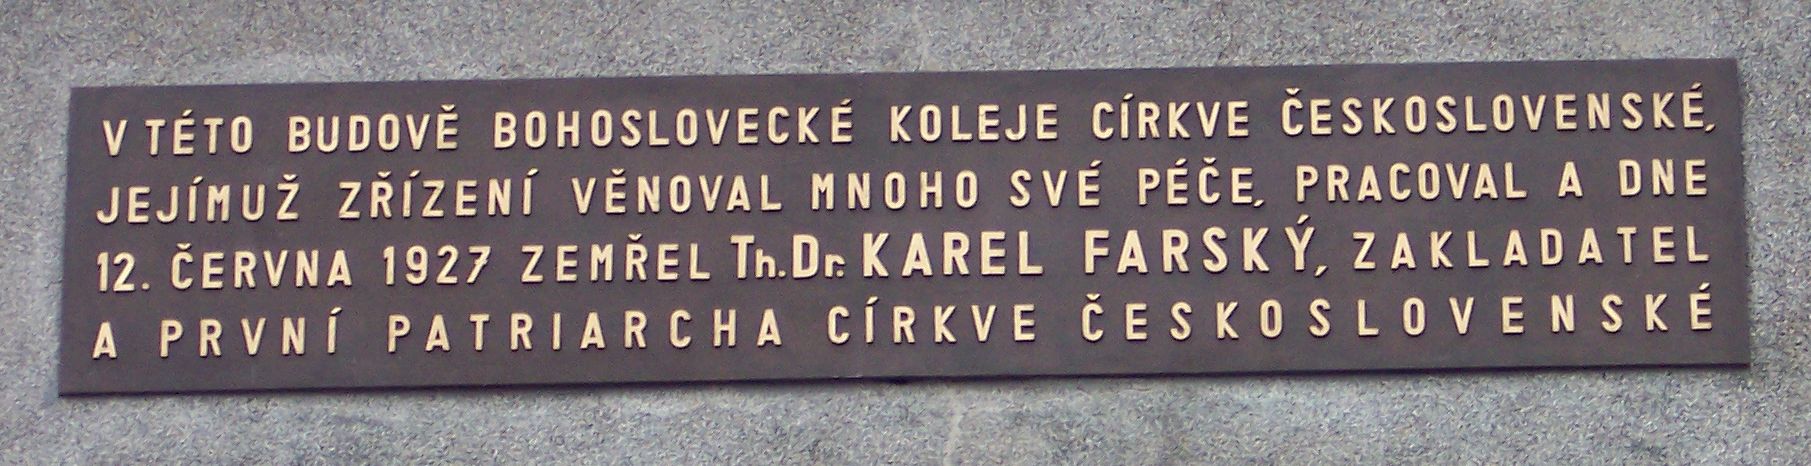 V TÉTO BUDOVĚ BOHOSLOVECKÉ KOLEJE CÍRKVE ČESKOSLOVENSKÉ,
JEJÍMUŽ ZŘÍZENÍ VĚNOVAL MNOHO SVÉ PÉČE, PRACOVAL A DNE
12. ČERVNA 1927 ZEMŘEL Th.Dr. KAREL FARSKÝ, ZAKLADATEL
A PRVNÍ PATRIARCHA CÍRKVE ČESKOSLOVENSKÉ